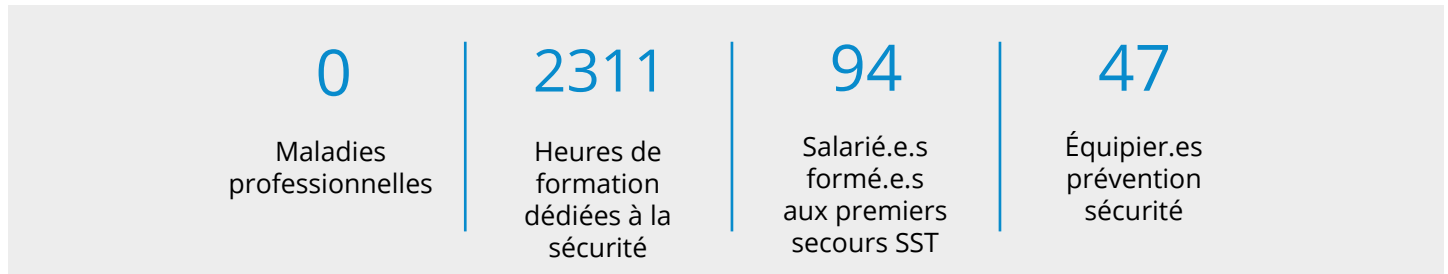 0
Maladies
professionnelles
2311
Heures de
formation
dédiées à la
sécurité
94
Salarié.e.s
formé.e.s
aux premiers
secours SST
47
Équipier.es
prévention
sécurité